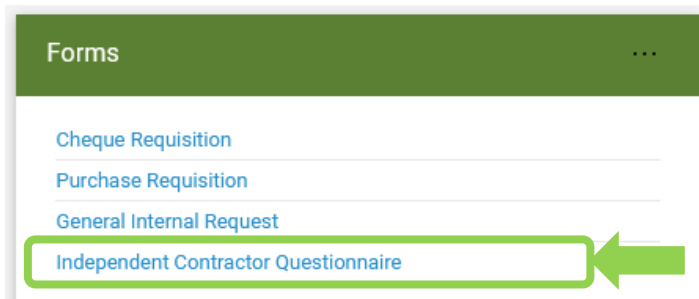 Forms
...
Cheque Requisition
Purchase Requisition
General Internal Request
Independent Contractor Questionnaire